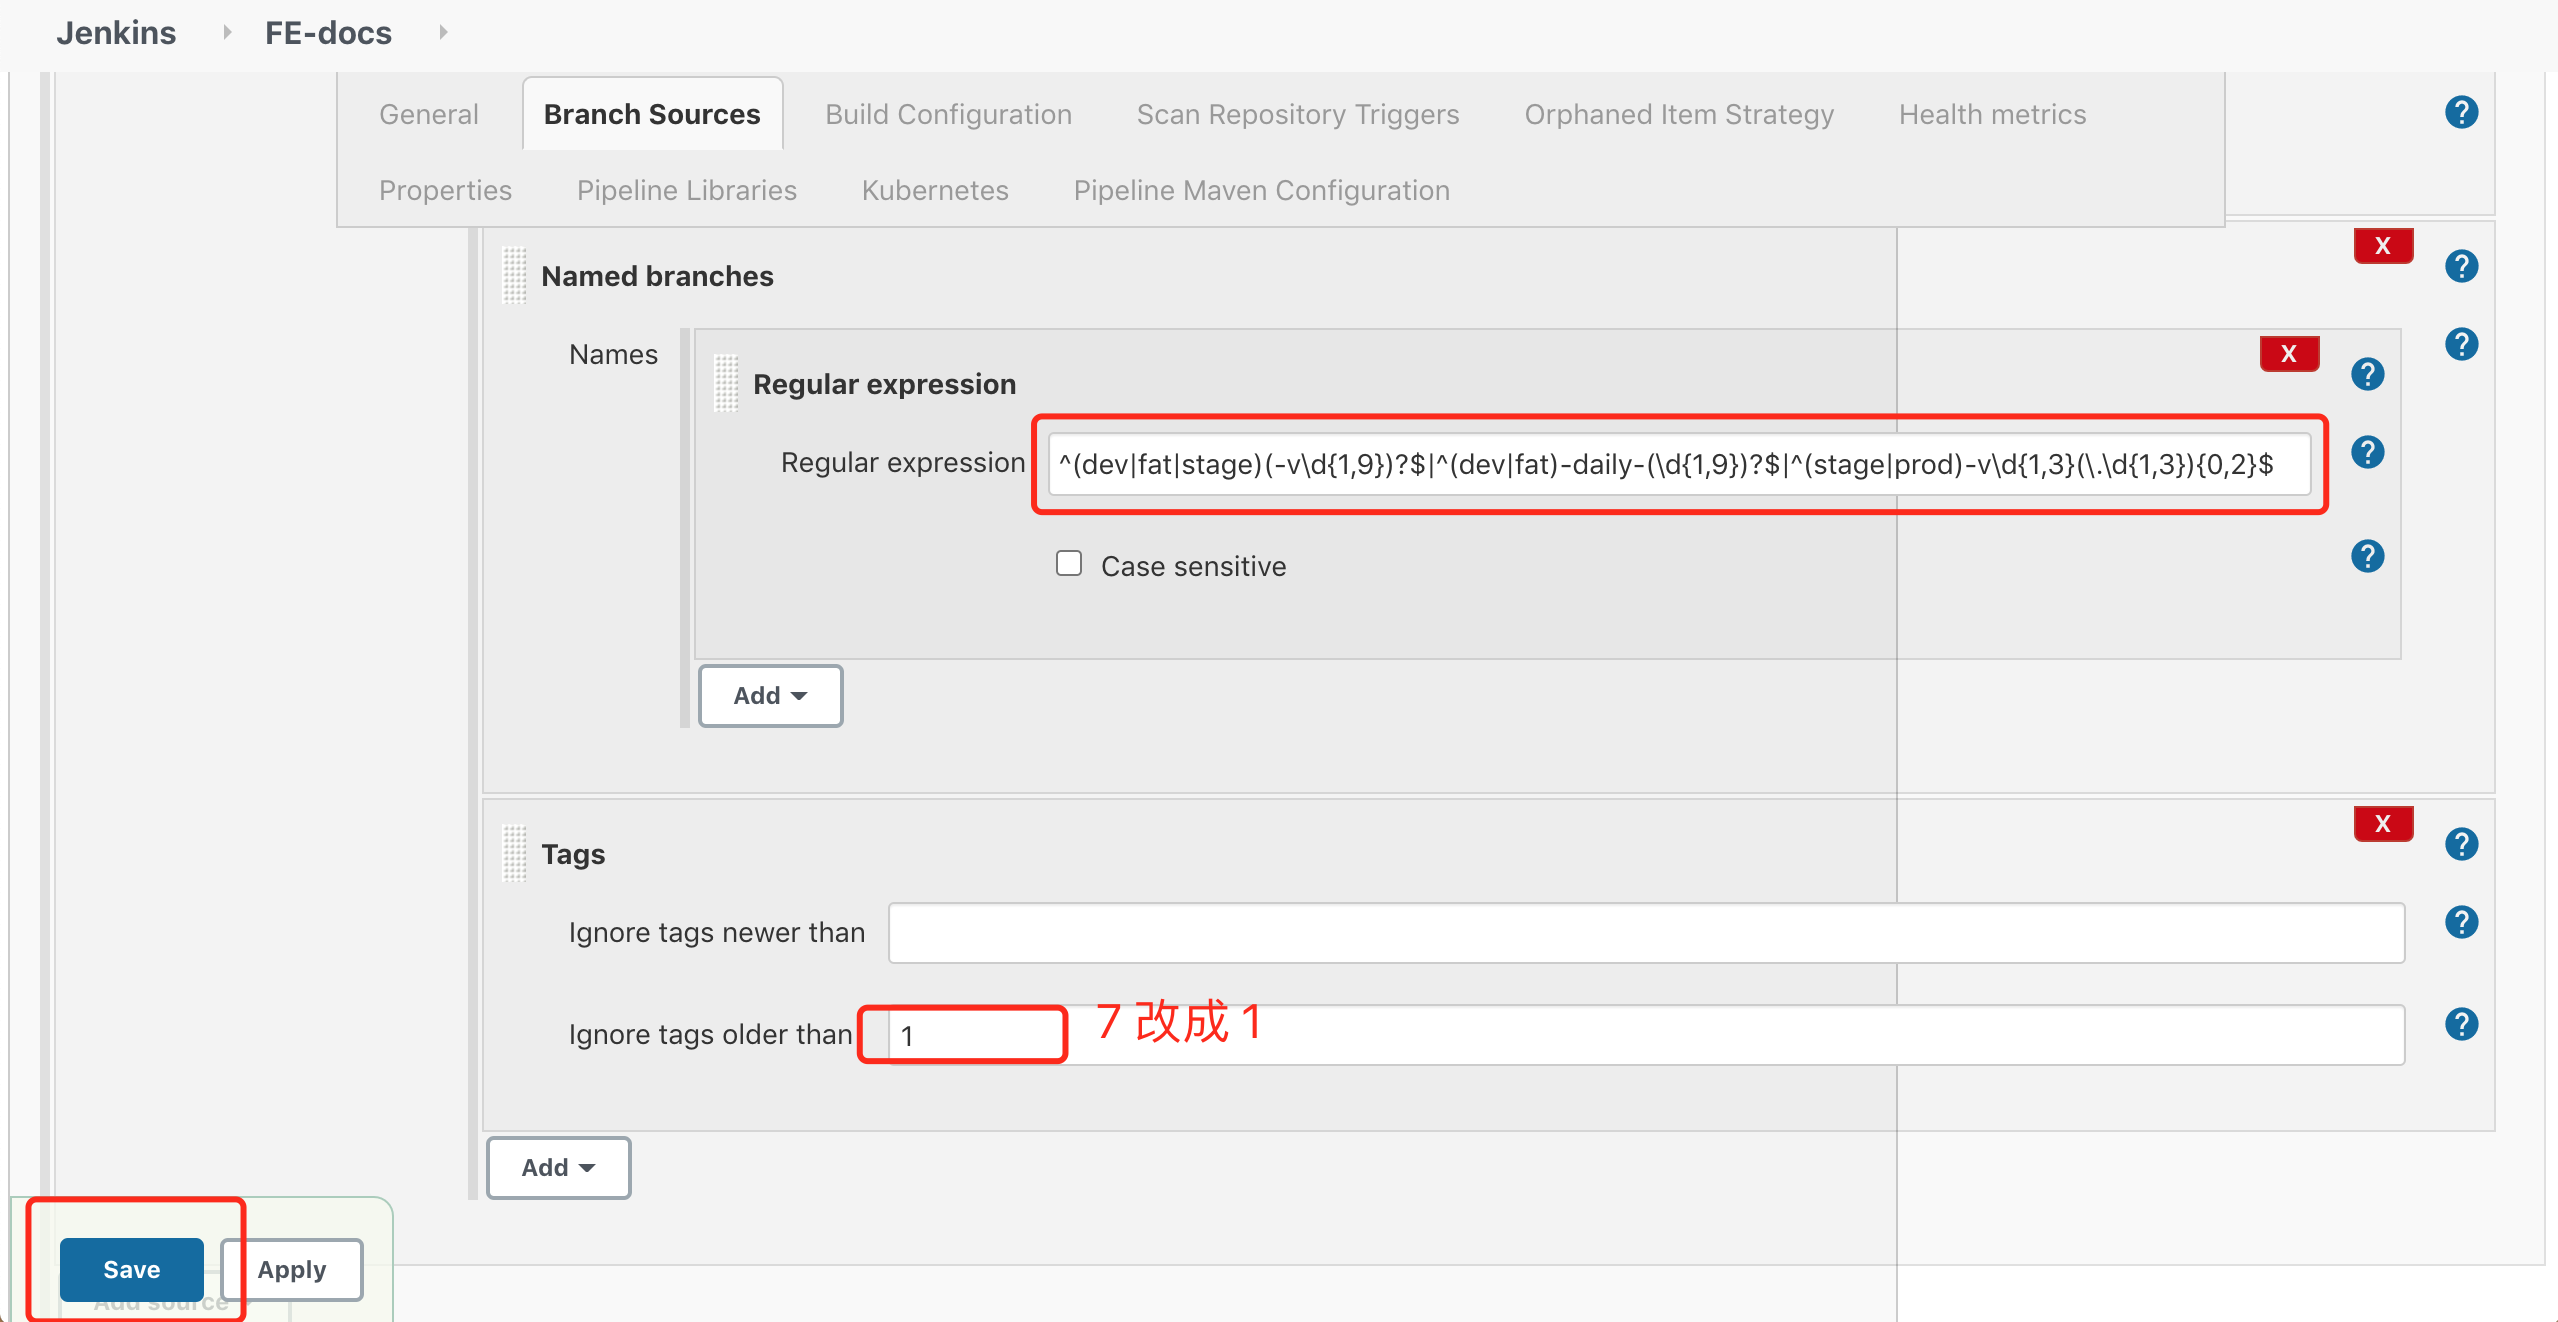 Jenkins FE-docs
General Branch Sources Build Configuration Scan Repository Triggers Orphaned Item Strategy Health metrics
Properties Pipeline Libraries Kubernetes Pipeline Maven Configuration
?
X
Named branches ?
Names ?
X
Regular expression ?
Regular expression ^(dev|fat|stage)(-v\d{1,9})?$|^(dev|fat)-daily-(\d{1,9})?$|^(stage|prod)-v\d{1,3}(\.\d{1,3}){0,2}$ ?
Case sensitive ?
Add
X
Tags ?
Ignore tags newer than ?
Ignore tags older than 1 7 改成 1 ?
Add
Save Apply
Add source